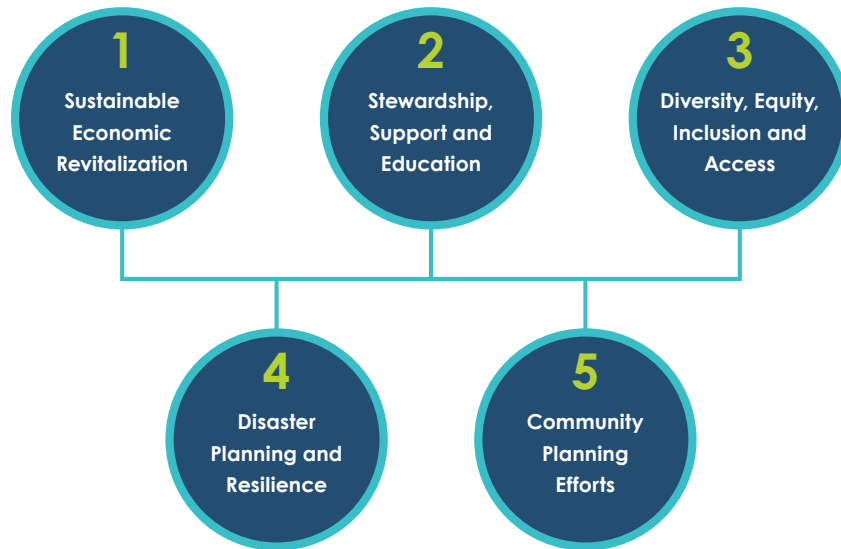 1
Sustainable
Economic
Revitalization
2
Stewardship,
Support and
Education
3
Diversity, Equity,
Inclusion and
Access
4
Disaster
Planning and
Resilience
5
Community
Planning
Efforts